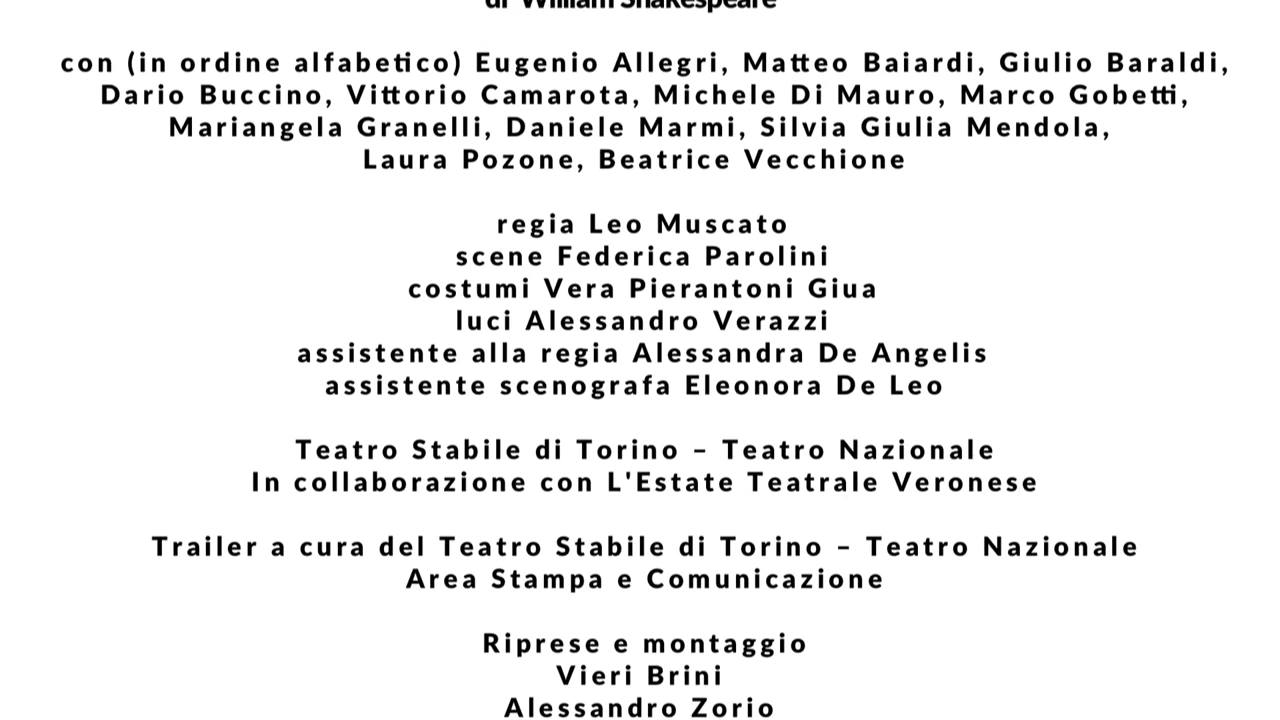 di William Shakespeare
con (in ordine alfabetico) Eugenio Allegri, Matteo Baiardi, Giulio Baraldi,
Dario Buccino, Vittorio Camarota, Michele Di Mauro, Marco Gobetti,
Mariangela Granelli, Daniele Marmi, Silvia Giulia Mendola,
Laura Pozone, Beatrice Vecchione
regia Leo Muscato
scene Federica Parolini
costumi Vera Pierantoni Giua
luci Alessandro Verazzi
assistente alla regia Alessandra De Angelis
assistente scenografa Eleonora De Leo
Teatro Stabile di Torino – Teatro Nazionale
In collaborazione con L'Estate Teatrale Veronese
Trailer a cura del Teatro Stabile di Torino – Teatro Nazionale
Area Stampa e Comunicazione
Riprese e montaggio
Vieri Brini
Alessandro Zorio